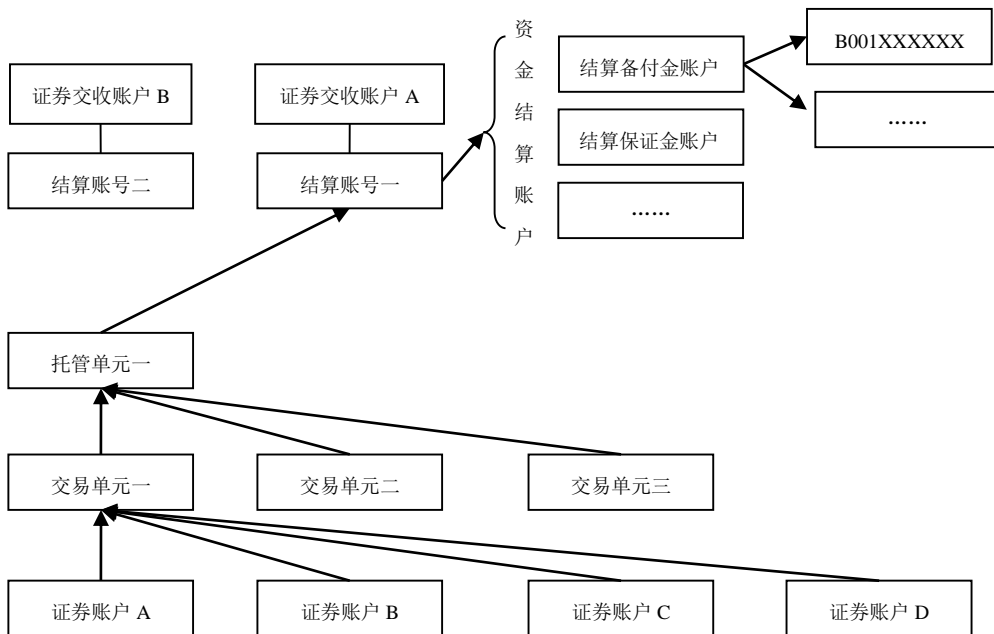 B001XXXXXX
资金结算账户
结算备付金账户
证券交收账户 B
证券交收账户 A
……
结算保证金账户
结算账号二
结算账号一
……
托管单元一
交易单元一
交易单元二
交易单元三
证券账户 A
证券账户 B
证券账户 C
证券账户 D